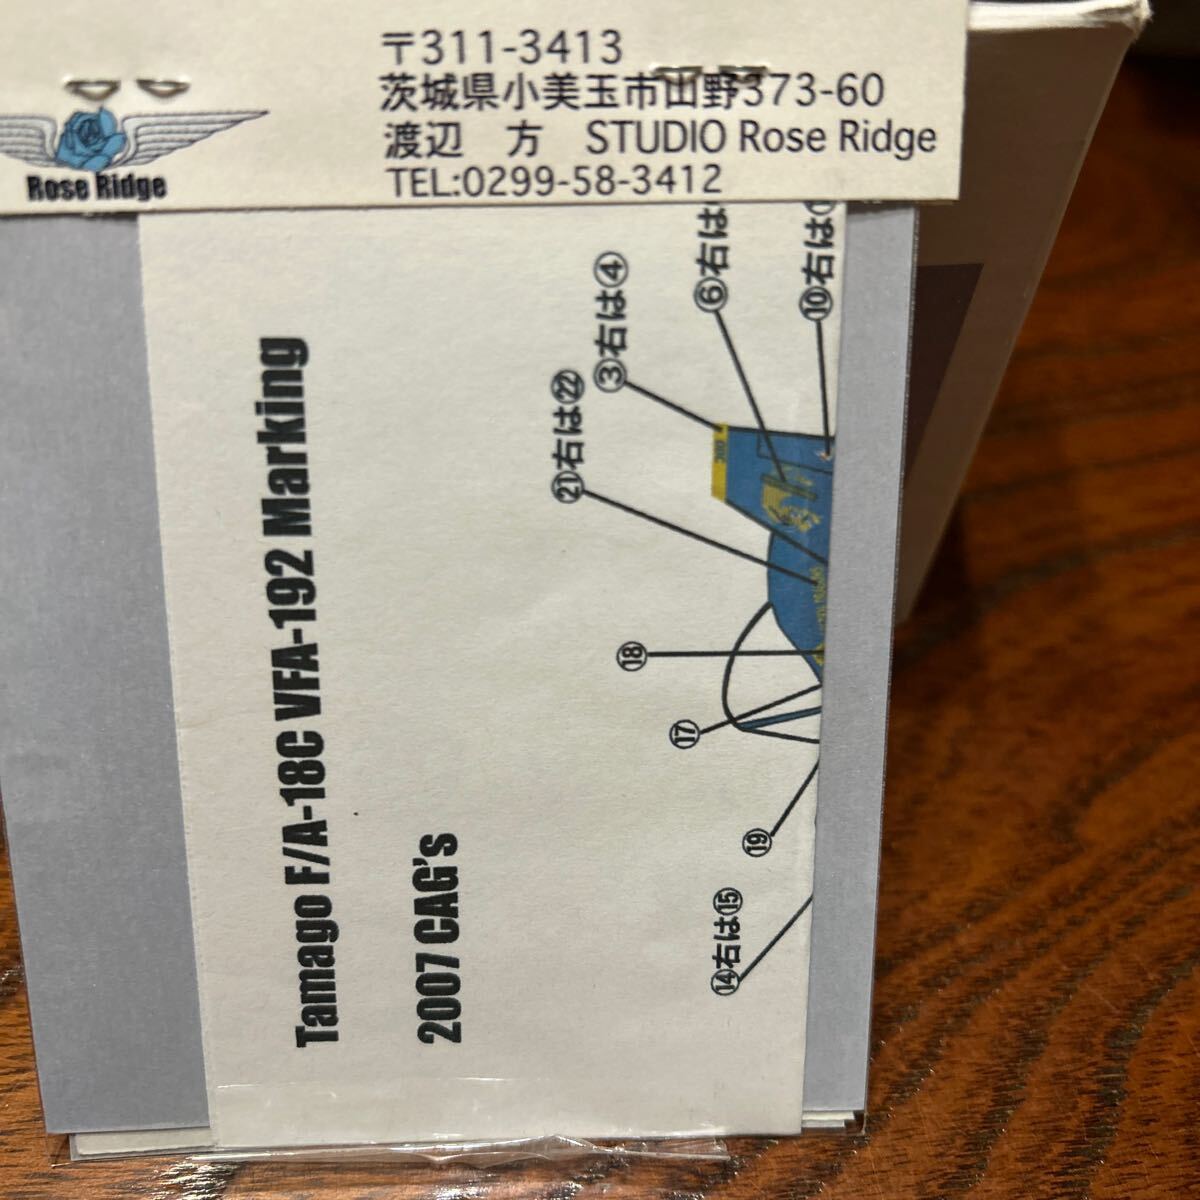 〒311-3413
茨城県小美玉市山野373-60
渡辺　方　STUDIO Rose Ridge
TEL:0299-58-3412
Rose Ridge
Tamago F/A-18C VFA-192 Marking
2007 CAG's
③右は④
⑥右は
⑩右は
㉑右は㉒
⑱
⑰
⑲
⑭右は⑮
300